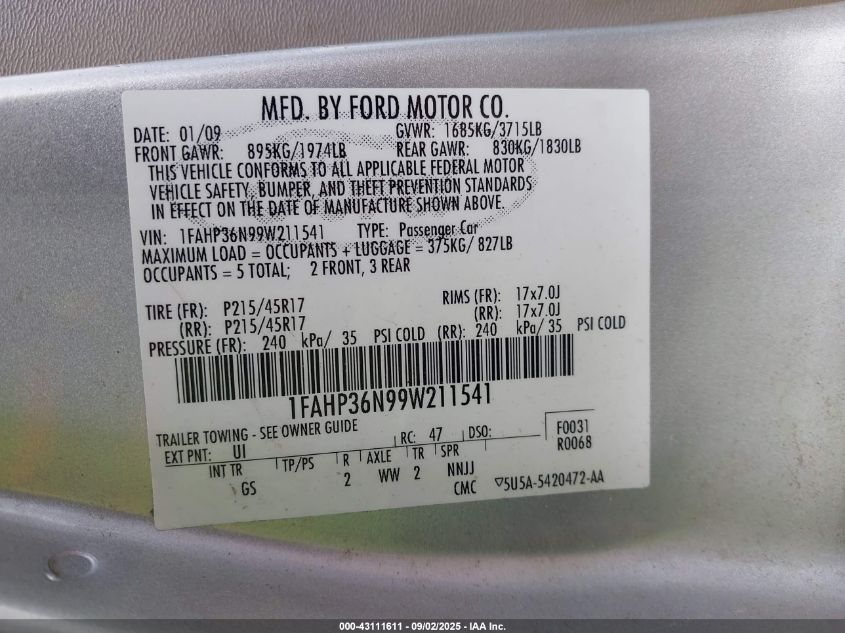 MFD. BY FORD MOTOR CO.
DATE: 01/09 GVWR: 1685KG/3715LB
FRONT GAWR: 895KG/1974LB REAR GAWR: 830KG/1830LB
THIS VEHICLE CONFORMS TO ALL APPLICABLE FEDERAL MOTOR
VEHICLE SAFETY, BUMPER, AND THEFT PREVENTION STANDARDS
IN EFFECT ON THE DATE OF MANUFACTURE SHOWN ABOVE.
VIN: 1FAHP36N99W211541 TYPE: Passenger Car
MAXIMUM LOAD = OCCUPANTS + LUGGAGE = 375KG/ 827LB
OCCUPANTS = 5 TOTAL; 2 FRONT, 3 REAR
TIRE (FR): P215/45R17 RIMS (FR): 17x7.0J
(RR): P215/45R17 (RR): 17x7.0J
PRESSURE (FR): 240 kPa/ 35 PSI COLD (RR): 240 kPa/ 35 PSI COLD
1FAHP36N99W211541
TRAILER TOWING - SEE OWNER GUIDE
EXT PNT: UI RC: 47 DSO: F0031
R0068
INT TR TP/PS R AXLE TR SPR
GS 2 WW 2 NNJJ
CMC 5U5A-5420472-AA
000-43111611 - 09/02/2025 - IAA Inc.